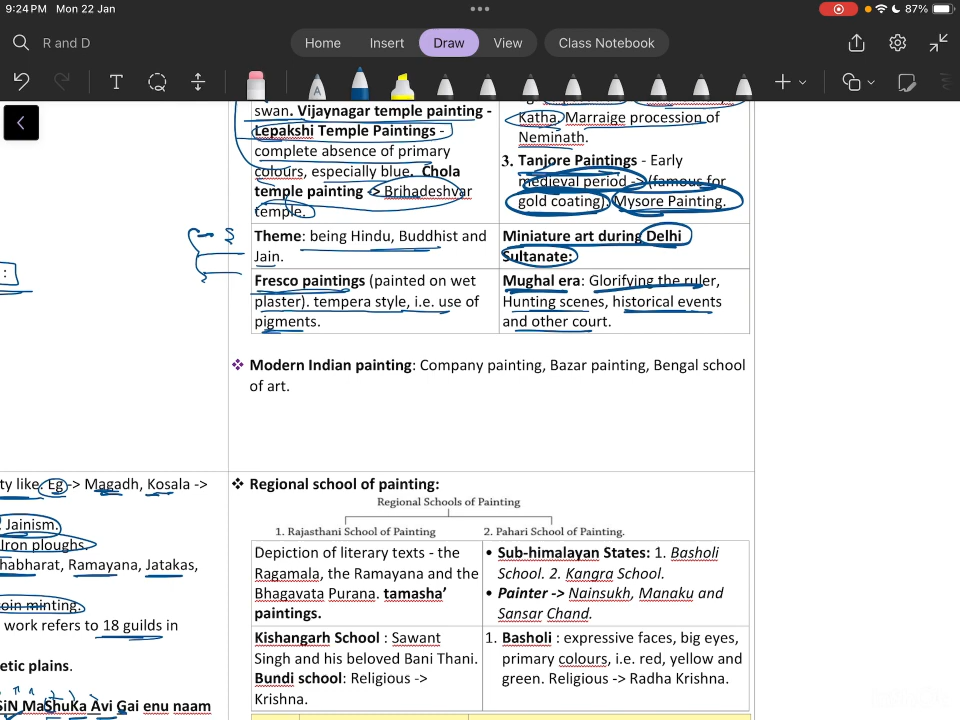 9:24 PM Mon 22 Jan
87%
R and D
Home Insert Draw View Class Notebook
swan. Vijaynagar temple painting -
Lepakshi Temple Paintings -
complete absence of primary
colours, especially blue. Chola
temple painting -> Brihadeshvar
temple.
Katha, Marraige procession of
Neminath.
3. Tanjore Paintings - Early
medieval period -> (famous for
gold coating). Mysore Painting.
Theme: being Hindu, Buddhist and
Jain.
Miniature art during Delhi
Sultanate:
Fresco paintings (painted on wet
plaster). tempera style, i.e. use of
pigments.
Mughal era: Glorifying the ruler,
Hunting scenes, historical events
and other court.
❖ Modern Indian painting: Company painting, Bazar painting, Bengal school
of art.
ty like. Eg -> Magadh, Kosala ->
Jainism.
Iron ploughs.
habharat, Ramayana, Jatakas,
oin minting.
work refers to 18 guilds in
etic plains.
SiN MaShuKa Avi Gai enu naam
❖ Regional school of painting:
Regional Schools of Painting
1. Rajasthani School of Painting 2. Pahari School of Painting.
Depiction of literary texts - the
Ragamala, the Ramayana and the
Bhagavata Purana. tamasha’
paintings.
• Sub-himalayan States: 1. Basholi
School. 2. Kangra School.
• Painter -> Nainsukh, Manaku and
Sansar Chand.
Kishangarh School : Sawant
Singh and his beloved Bani Thani.
Bundi school: Religious ->
Krishna.
1. Basholi : expressive faces, big eyes,
primary colours, i.e. red, yellow and
green. Religious -> Radha Krishna.